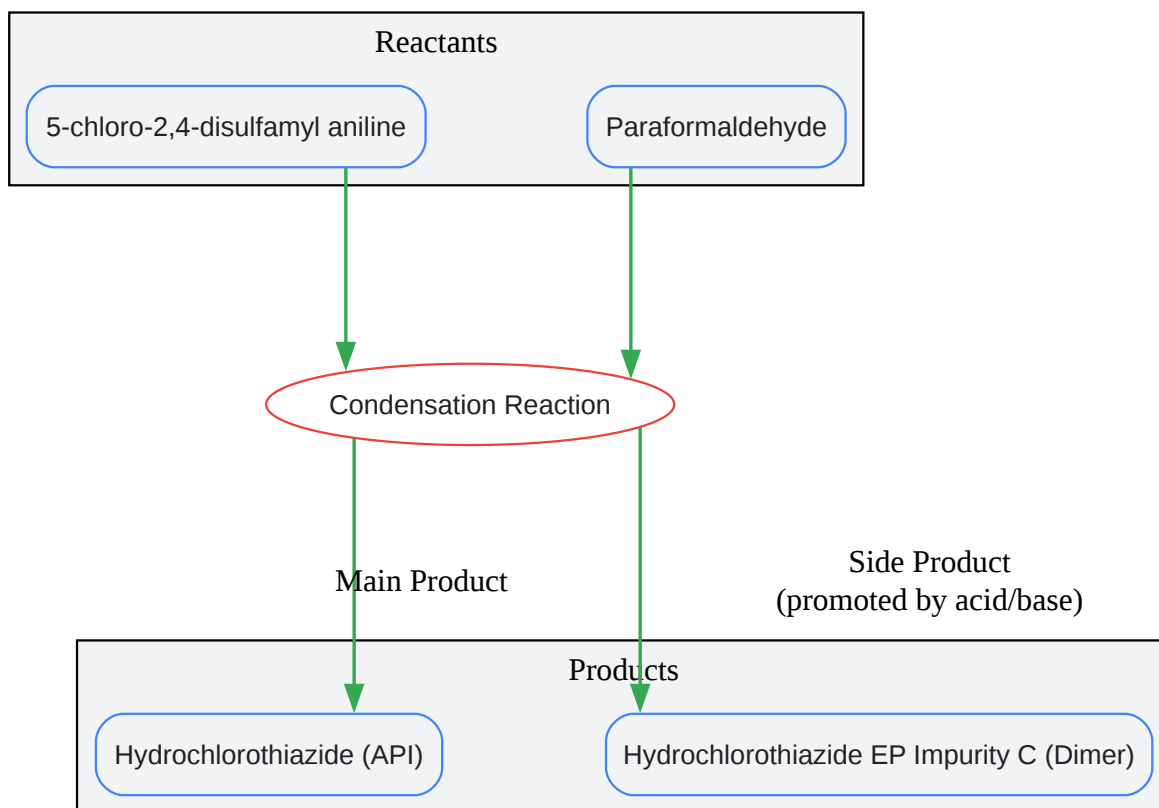 Reactants
5-chloro-2,4-disulfamyl aniline
Paraformaldehyde
Condensation Reaction
Main Product
Side Product
(promoted by acid/base)
Products
Hydrochlorothiazide (API)
Hydrochlorothiazide EP Impurity C (Dimer)